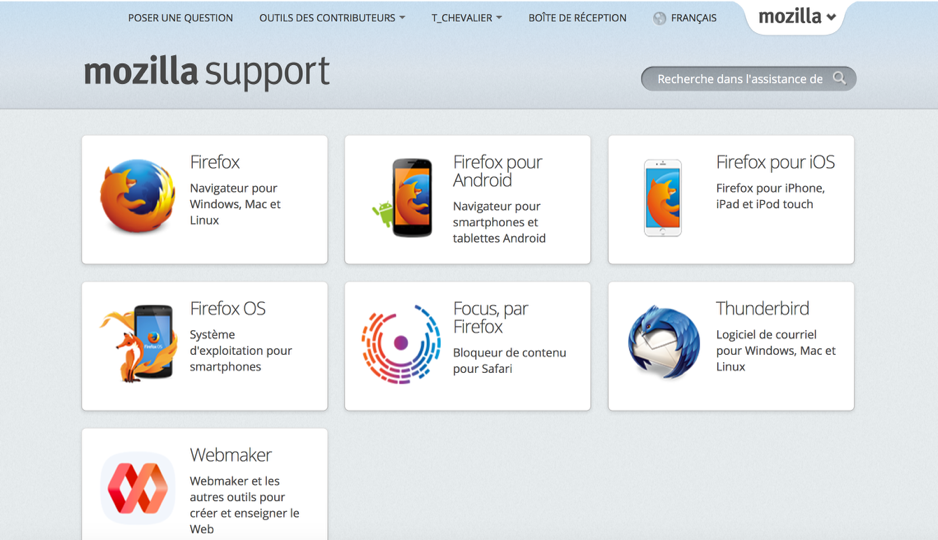 POSER UNE QUESTION OUTILS DES CONTRIBUTEURS T_CHEVALIER BOÎTE DE RÉCEPTION FRANÇAIS mozilla
mozilla support
Recherche dans l'assistance de
Firefox
Navigateur pour
Windows, Mac et
Linux
Firefox pour
Android
Navigateur pour
smartphones et
tablettes Android
Firefox pour iOS
Firefox pour iPhone,
iPad et iPod touch
Firefox OS
Système
d'exploitation pour
smartphones
Firefox OS
Focus, par
Firefox
Bloqueur de contenu
pour Safari
Thunderbird
Logiciel de courriel
pour Windows, Mac et
Linux
Webmaker
Webmaker et les
autres outils pour
créer et enseigner le
Web